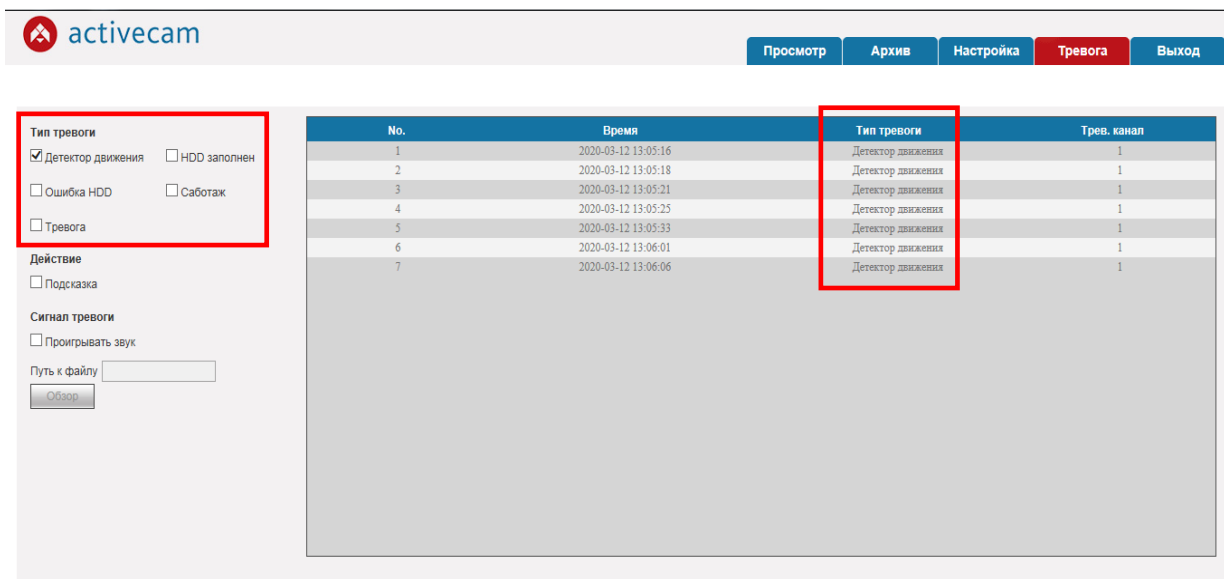 activecam
Просмотр Архив Настройка Тревога Выход
Тип тревоги
Детектор движения HDD заполнен
Ошибка HDD Саботаж
Тревога
Действие
Подсказка
Сигнал тревоги
Проигрывать звук
Путь к файлу
Обзор
No. Время Тип тревоги Трев. канал
1 2020-03-12 13:05:16 Детектор движения 1
2 2020-03-12 13:05:18 Детектор движения 1
3 2020-03-12 13:05:21 Детектор движения 1
4 2020-03-12 13:05:25 Детектор движения 1
5 2020-03-12 13:05:33 Детектор движения 1
6 2020-03-12 13:06:01 Детектор движения 1
7 2020-03-12 13:06:06 Детектор движения 1